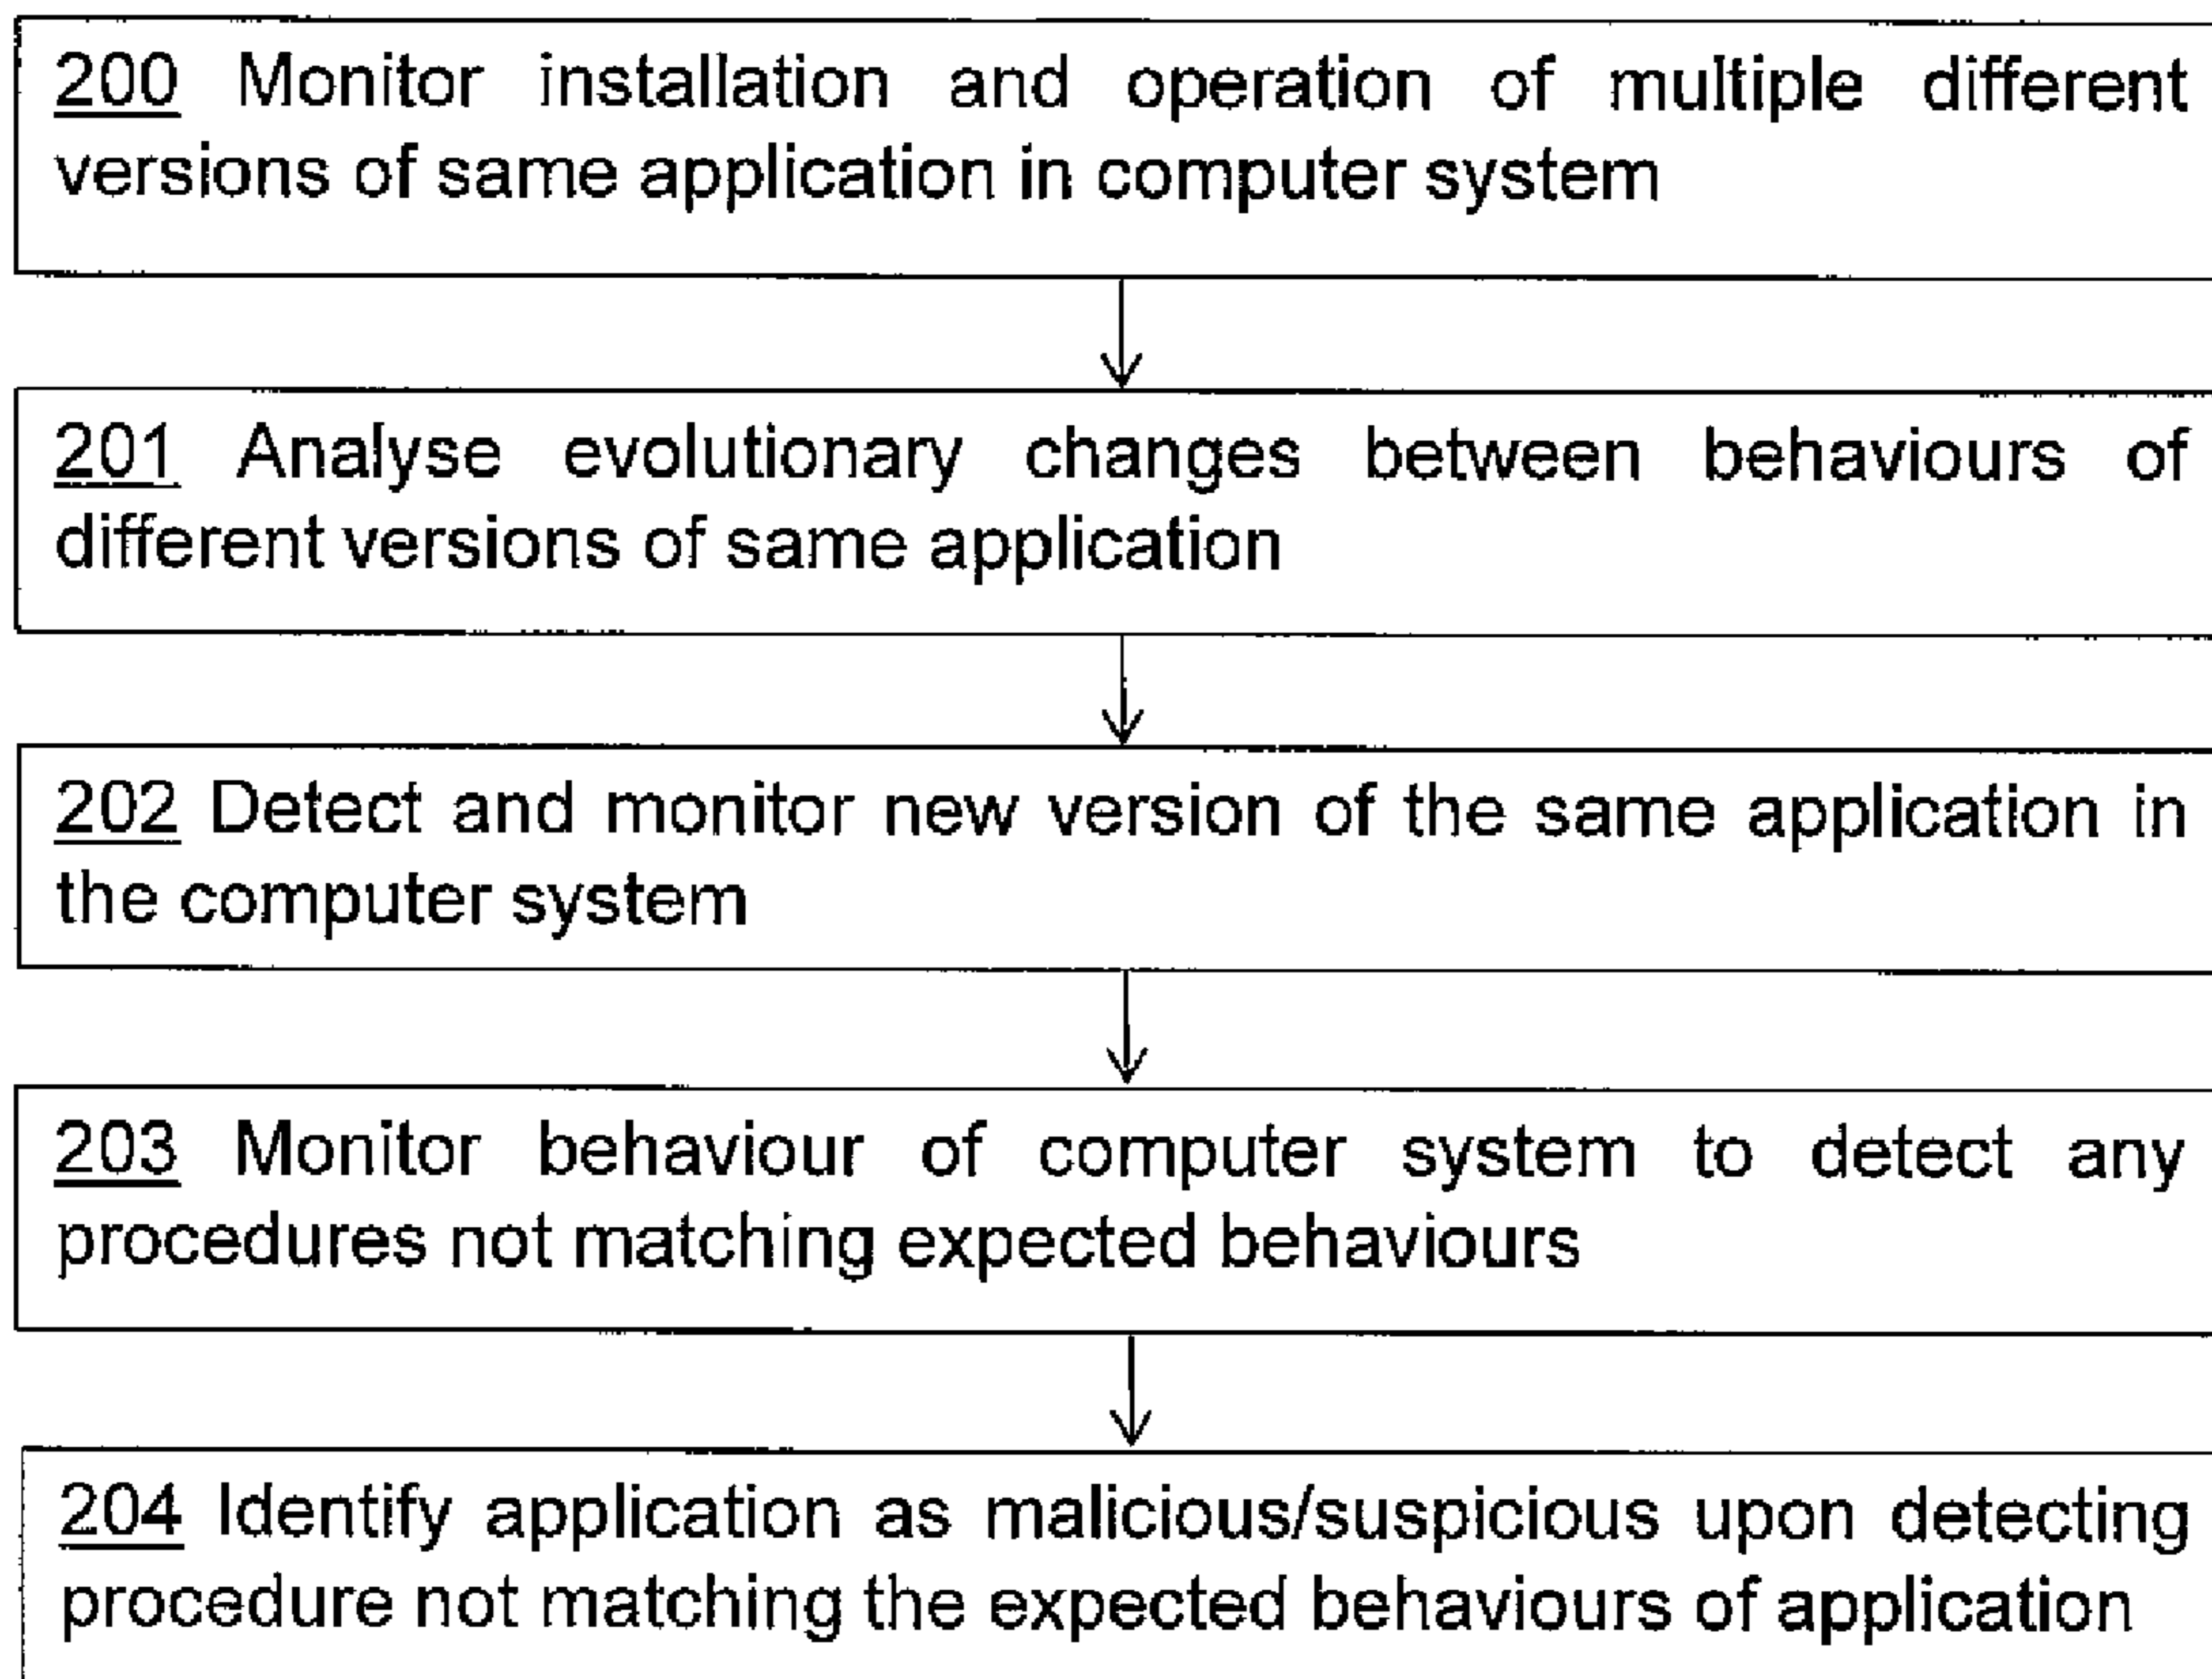 200 Monitor installation and operation of multiple different
versions of same application in computer system
201 Analyse evolutionary changes between behaviours of
different versions of same application
202 Detect and monitor new version of the same application in
the computer system
203 Monitor behaviour of computer system to detect any
procedures not matching expected behaviours
204 Identify application as malicious/suspicious upon detecting
procedure not matching the expected behaviours of application